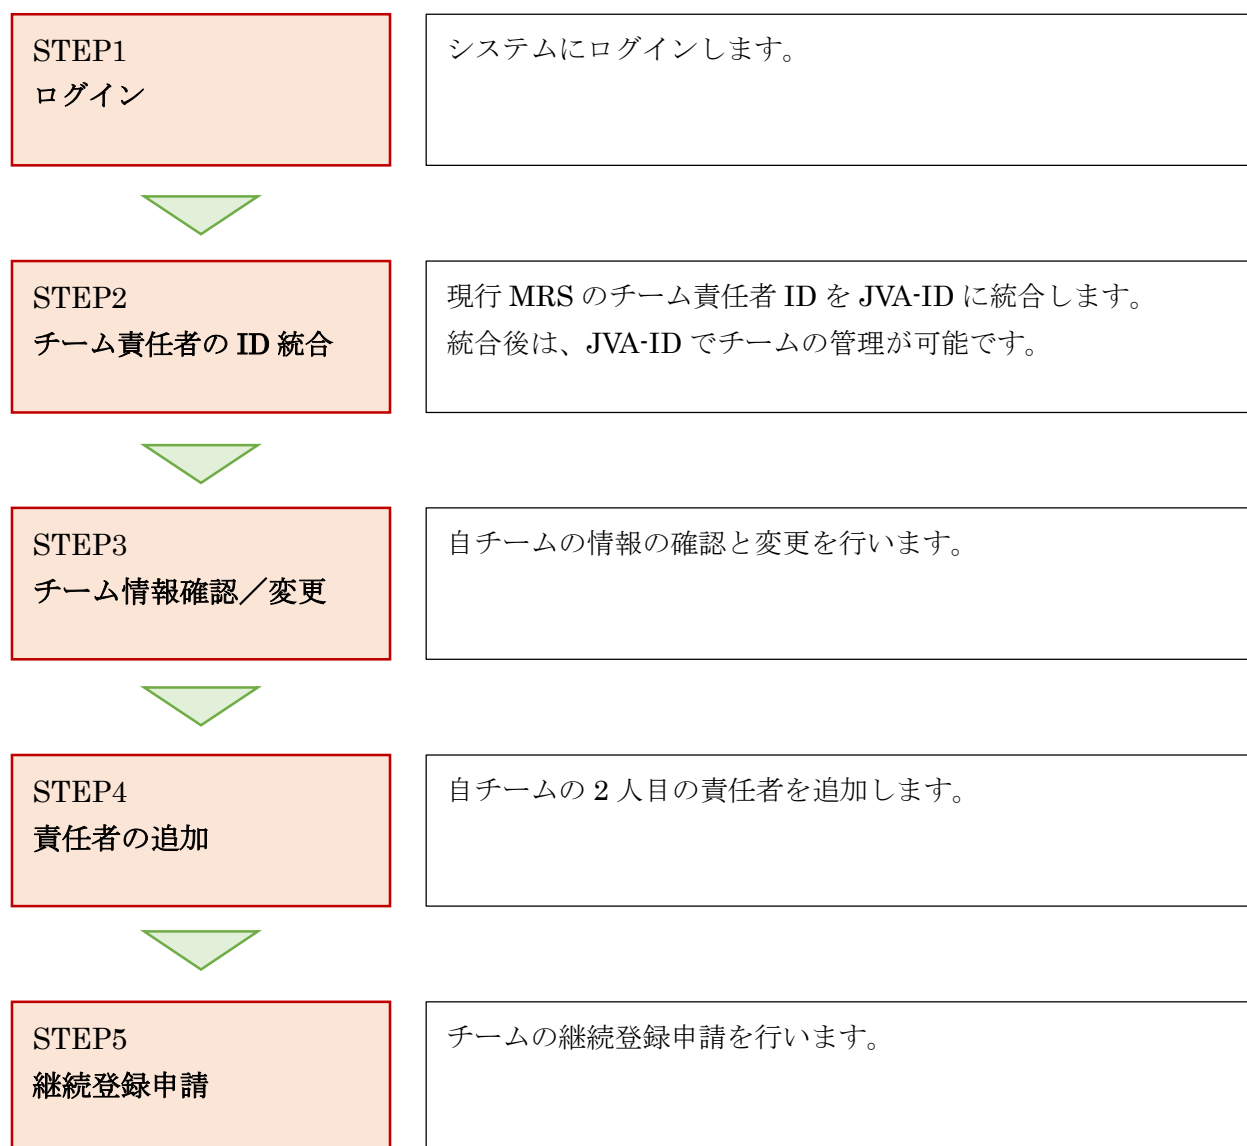 STEP1
ログイン
システムにログインします。
STEP2
チーム責任者の ID 統合
現行 MRS のチーム責任者 ID を JVA-ID に統合します。
統合後は、JVA-ID でチームの管理が可能です。
STEP3
チーム情報確認／変更
自チームの情報の確認と変更を行います。
STEP4
責任者の追加
自チームの 2 人目の責任者を追加します。
STEP5
継続登録申請
チームの継続登録申請を行います。